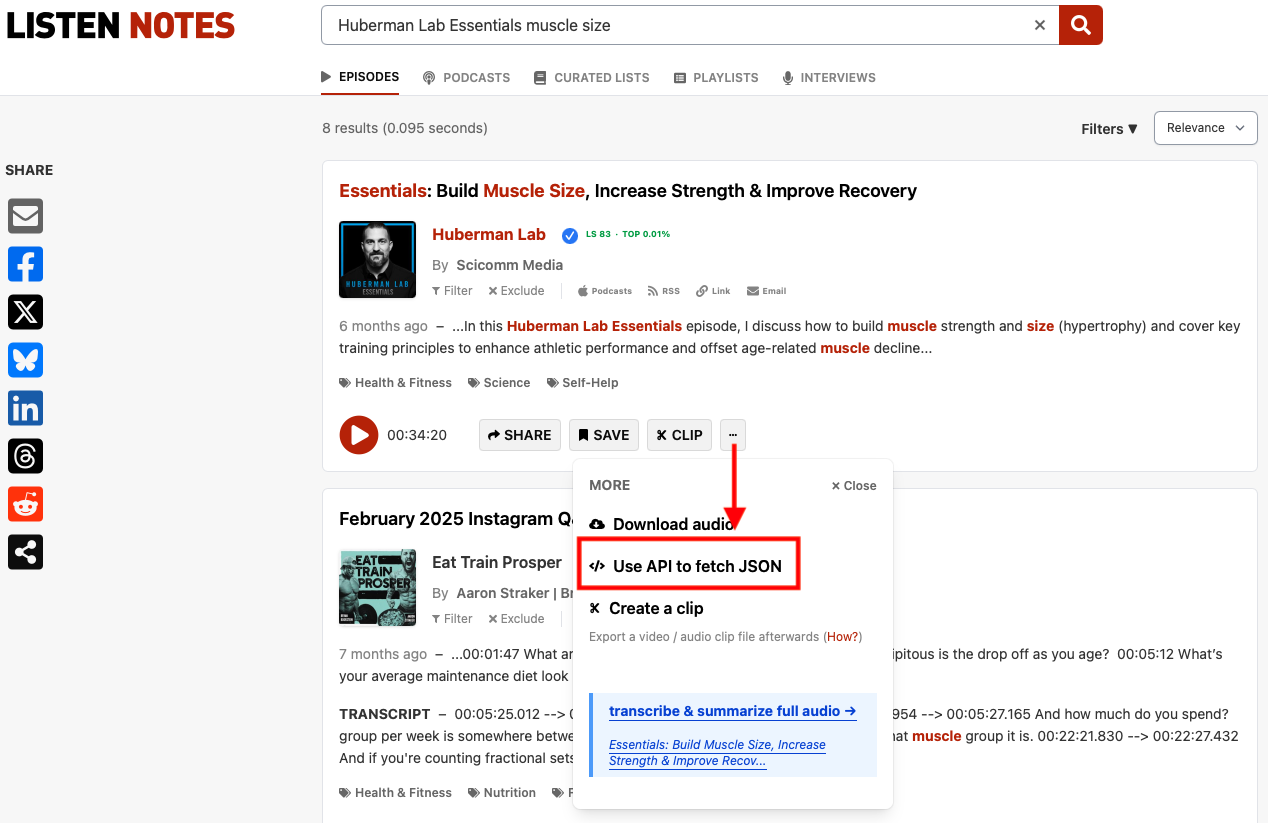 LISTEN NOTES
Huberman Lab Essentials muscle size
EPISODES
PODCASTS
CURATED LISTS
PLAYLISTS
INTERVIEWS
8 results (0.095 seconds)
Filters ▼
Relevance
SHARE
Essentials: Build Muscle Size, Increase Strength & Improve Recovery
HUBERMAN LAB
ESSENTIALS
Huberman Lab
LS 83 · TOP 0.01%
By Scicomm Media
Filter
Exclude
Podcasts
RSS
Link
Email
6 months ago – ...In this Huberman Lab Essentials episode, I discuss how to build muscle strength and size (hypertrophy) and cover key
training principles to enhance athletic performance and offset age-related muscle decline...
Health & Fitness
Science
Self-Help
00:34:20
SHARE
SAVE
CLIP
...
MORE
Close
Download audio
Use API to fetch JSON
Create a clip
Export a video / audio clip file afterwards (How?)
transcribe & summarize full audio →
Essentials: Build Muscle Size, Increase
Strength & Improve Recov...
February 2025 Instagram Q
EAT
TRAIN
PROSPER
Eat Train Prosper
By Aaron Straker | Br
Filter
Exclude
7 months ago – ...00:01:47 What ar
ipitous is the drop off as you age? 00:05:12 What's
your average maintenance diet look
TRANSCRIPT – 00:05:25.012 -->
954 --> 00:05:27.165 And how much do you spend?
group per week is somewhere betwe
at muscle group it is. 00:22:21.830 --> 00:22:27.432
And if you're counting fractional sets
Health & Fitness
Nutrition
F